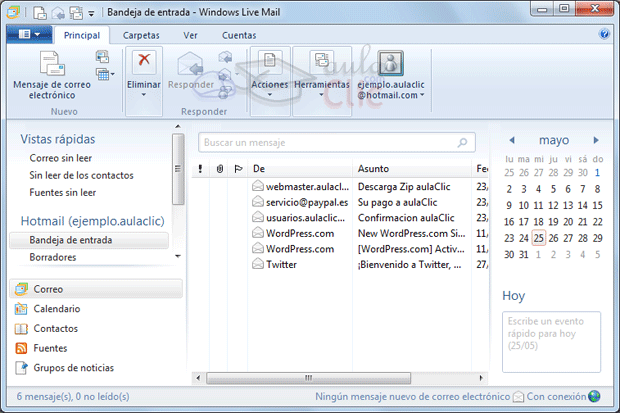 Bandeja de entrada - Windows Live Mail
Principal Carpetas Ver Cuentas
Mensaje de correo electrónico
Nuevo
Eliminar
Responder
Responder
Acciones
Herramientas
ejemplo.aulaclic @hotmail.com
aulaClic
Vistas rápidas
Correo sin leer
Sin leer de los contactos
Fuentes sin leer
Hotmail (ejemplo.aulaclic)
Bandeja de entrada
Borradores
Correo
Calendario
Contactos
Fuentes
Grupos de noticias
Buscar un mensaje
De Asunto Fec
webmaster.aulac... Descarga Zip aulaClic 23,
servicio@paypal.es Su pago a aulaClic 23,
usuarios.aulaclic... Confirmacion aulaClic 23,
WordPress.com New WordPress.com Si... 11,
WordPress.com [WordPress.com] Activ... 11,
Twitter ¡Bienvenido a Twitter, ... 27,
mayo
lu ma mi ju vi sá do
25 26 27 28 29 30 1
2 3 4 5 6 7 8
9 10 11 12 13 14 15
16 17 18 19 20 21 22
23 24 25 26 27 28 29
30 31 1 2 3 4 5
Hoy
Escribe un evento
rápido para hoy
(25/05)
6 mensaje(s), 0 no leído(s) Ningún mensaje nuevo de correo electrónico Con conexión